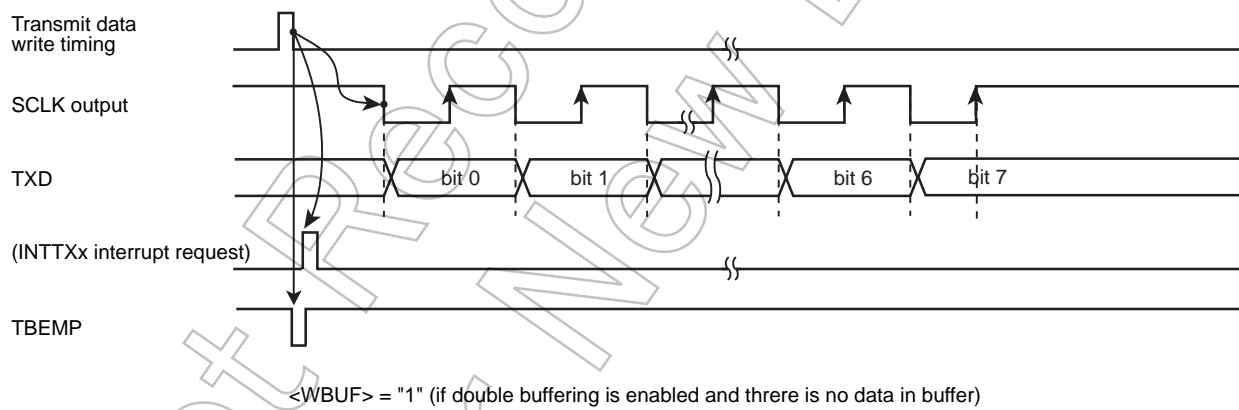 Transmit data
write timing
SCLK output
TXD
bit 0
bit 1
bit 6
bit 7
(INTTXx interrupt request)
TBEMP
<WBUF> = "1" (if double buffering is enabled and threre is no data in buffer)